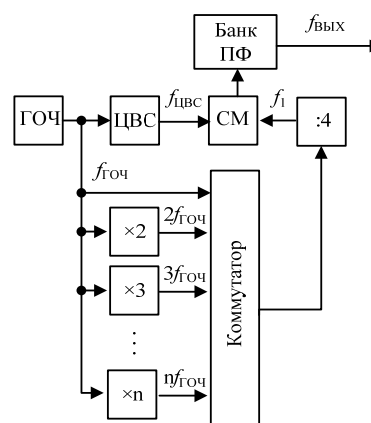 Банк
ПФ
fВЫХ
ГОЧ
ЦВС
fЦВС
СМ
f1
:4
fГОЧ
×2
2fГОЧ
×3
3fГОЧ
Коммутатор
⋮
×n
nfГОЧ